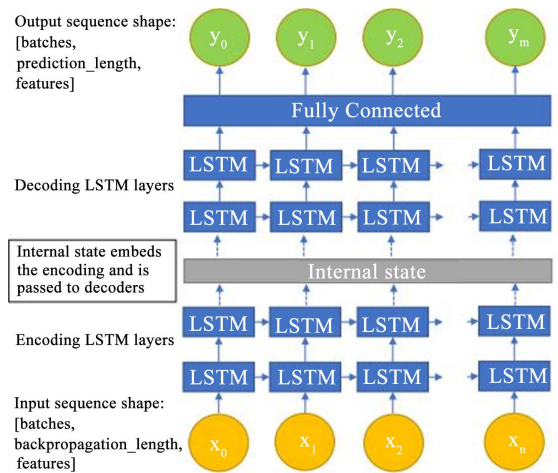 Output sequence shape:
[batches,
prediction_length,
features]
y0 y1 y2 ym
Fully Connected
LSTM LSTM LSTM LSTM
Decoding LSTM layers
LSTM LSTM LSTM LSTM
Internal state embeds
the encoding and is
passed to decoders
Internal state
LSTM LSTM LSTM LSTM
Encoding LSTM layers
LSTM LSTM LSTM LSTM
Input sequence shape:
[batches,
backpropagation_length,
features]
x0 x1 x2 xn